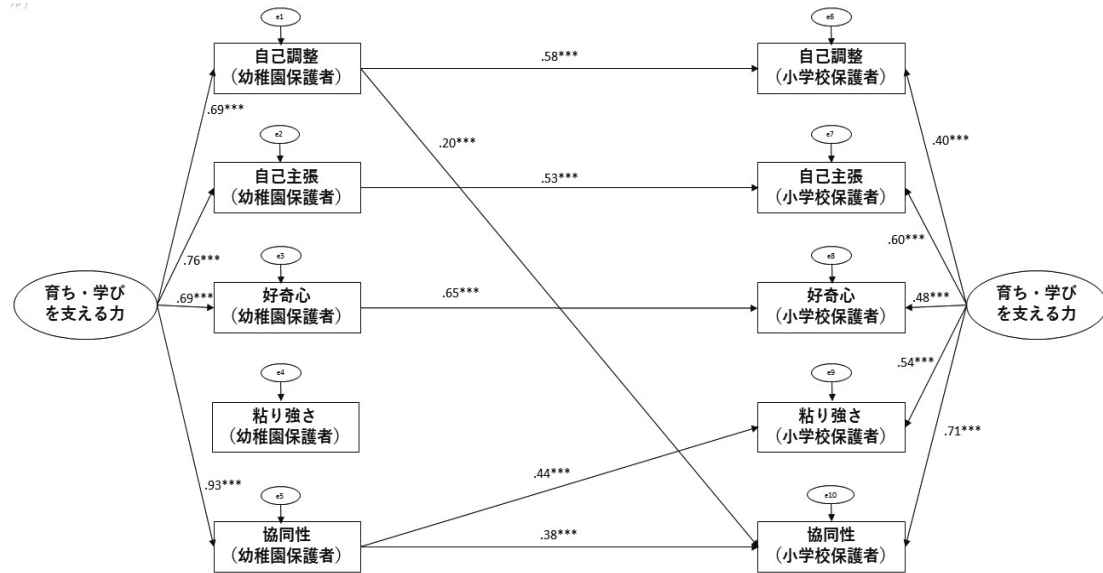 ル)
e1
自己調整
(幼稚園保護者)
e6
自己調整
(小学校保護者)
.58***
.69***
.40***
e2
自己主張
(幼稚園保護者)
.20***
e7
自己主張
(小学校保護者)
.53***
.76***
.60***
e3
好奇心
(幼稚園保護者)
e8
好奇心
(小学校保護者)
.65***
.69***
.48***
育ち・学び
を支える力
育ち・学び
を支える力
e4
粘り強さ
(幼稚園保護者)
e9
粘り強さ
(小学校保護者)
.54***
.44***
.71***
.93***
e5
協同性
(幼稚園保護者)
e10
協同性
(小学校保護者)
.38***